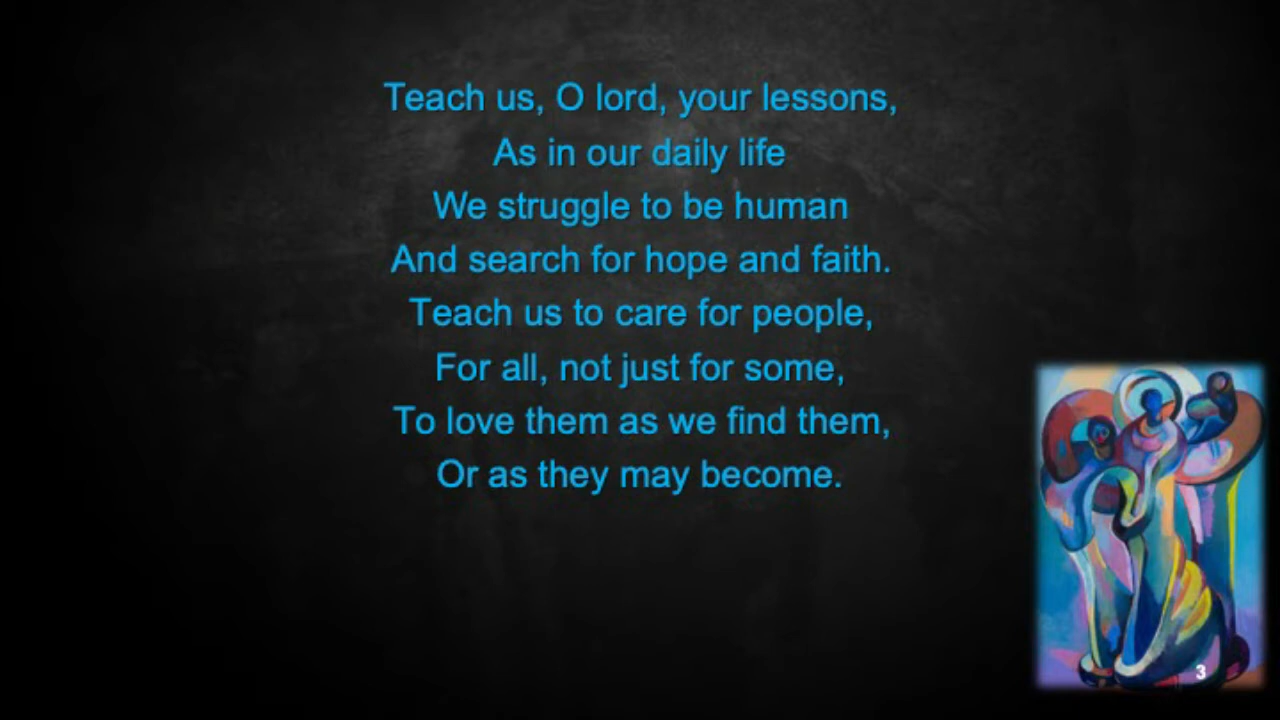 Teach us, O lord, your lessons,
As in our daily life
We struggle to be human
And search for hope and faith.
Teach us to care for people,
For all, not just for some,
To love them as we find them,
Or as they may become.
3